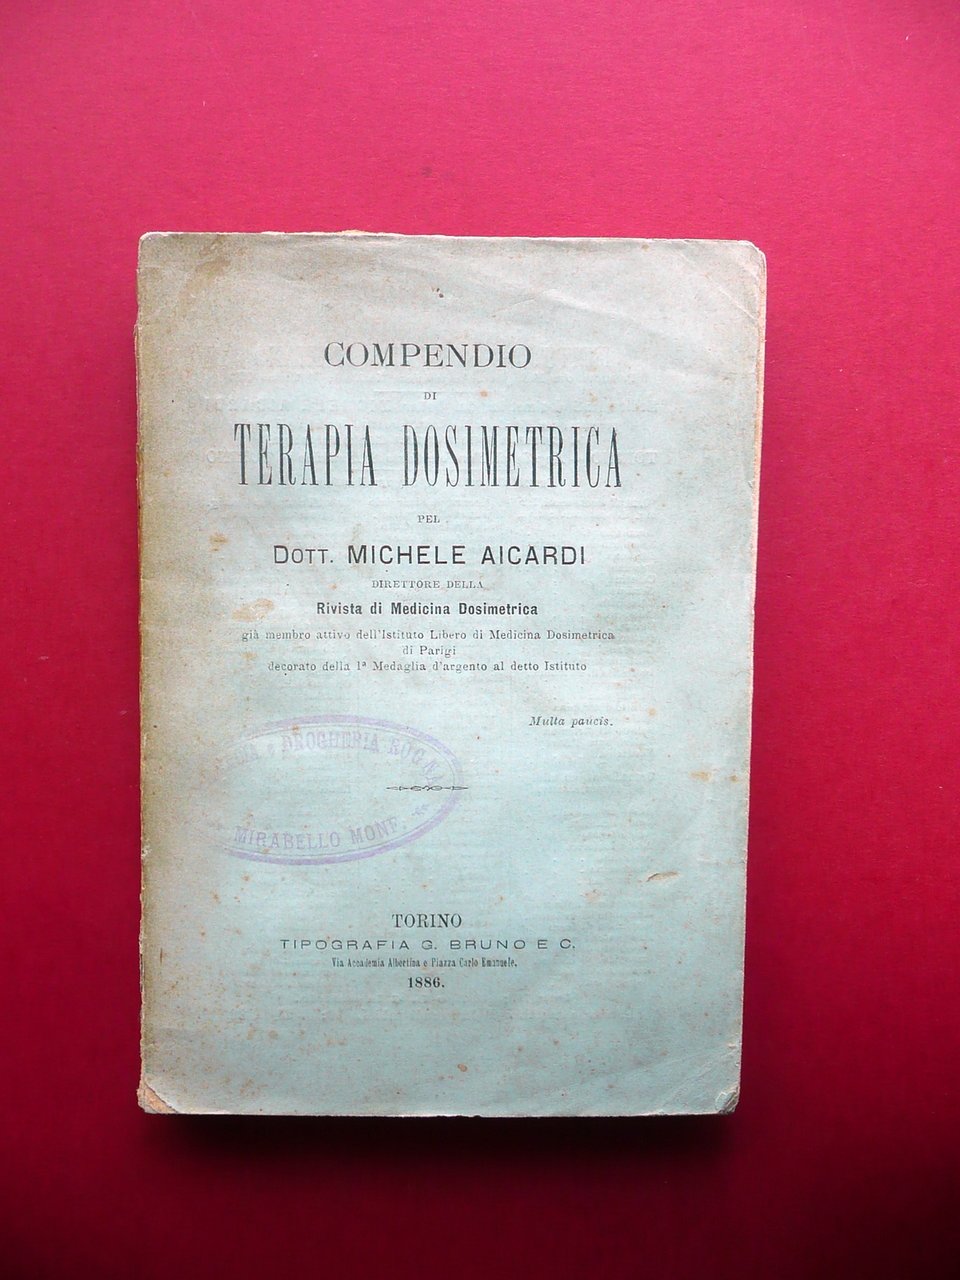 COMPENDIO
DI
TERAPIA DOSIMETRICA
PEL
DOTT. MICHELE AICARDI
DIRETTORE DELLA
Rivista di Medicina Dosimetrica
già membro attivo dell'Istituto Libero di Medicina Dosimetrica
di Parigi
decorato della 1ª Medaglia d'argento al detto Istituto
Multa paucis.
DROGHERIA
MIRABELLO MONF.
TORINO
TIPOGRAFIA G. BRUNO E C.
Via Accademia Albertina e Piazza Carlo Emanuele.
1886.